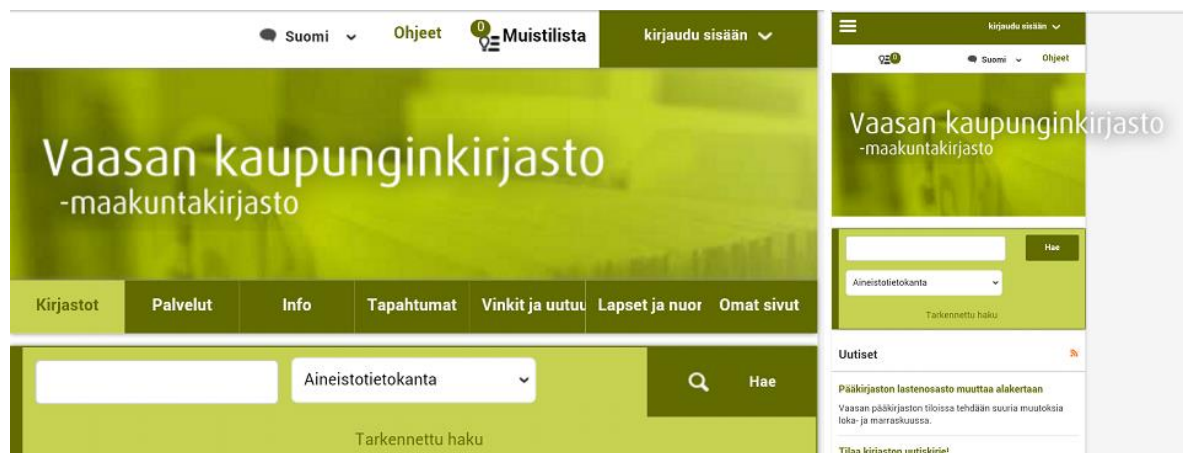 Suomi Ohjeet 0 Muistilista kirjaudu sisään
Vaasan kaupunginkirjasto
-maakuntakirjasto
Kirjastot Palvelut Info Tapahtumat Vinkit ja uutuu Lapset ja nuor Omat sivut
Aineistotietokanta Hae
Tarkennettu haku
kirjaudu sisään
0 Suomi Ohjeet
Vaasan kaupunginkirjasto
-maakuntakirjasto
Hae
Aineistotietokanta
Tarkennettu haku
Uutiset
Pääkirjaston lastenosasto muuttaa alakertaan
Vaasan pääkirjaston tiloissa tehdään suuria muutoksia
loka- ja marraskuussa.
Tilaa kirjaston uutiskirje!